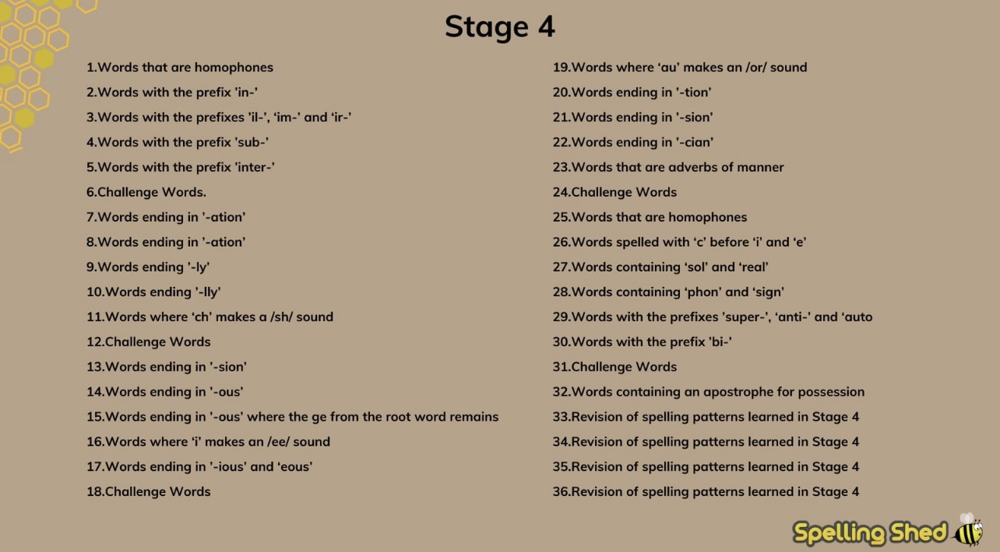 Stage 4
1.Words that are homophones
2.Words with the prefix ’in-’
3.Words with the prefixes ’il-’, ‘im-’ and ‘ir-’
4.Words with the prefix ’sub-’
5.Words with the prefix ’inter-’
6.Challenge Words.
7.Words ending in ’-ation’
8.Words ending in ’-ation’
9.Words ending ’-ly’
10.Words ending ’-lly’
11.Words where ‘ch’ makes a /sh/ sound
12.Challenge Words
13.Words ending in ’-sion’
14.Words ending in ’-ous’
15.Words ending in ’-ous’ where the ge from the root word remains
16.Words where ‘i’ makes an /ee/ sound
17.Words ending in ’-ious’ and ‘eous’
18.Challenge Words
19.Words where ‘au’ makes an /or/ sound
20.Words ending in ’-tion’
21.Words ending in ’-sion’
22.Words ending in ’-cian’
23.Words that are adverbs of manner
24.Challenge Words
25.Words that are homophones
26.Words spelled with ‘c’ before ‘i’ and ‘e’
27.Words containing ‘sol’ and ‘real’
28.Words containing ‘phon’ and ‘sign’
29.Words with the prefixes ’super-’, ‘anti-’ and ‘auto
30.Words with the prefix ’bi-’
31.Challenge Words
32.Words containing an apostrophe for possession
33.Revision of spelling patterns learned in Stage 4
34.Revision of spelling patterns learned in Stage 4
35.Revision of spelling patterns learned in Stage 4
36.Revision of spelling patterns learned in Stage 4
Spelling Shed